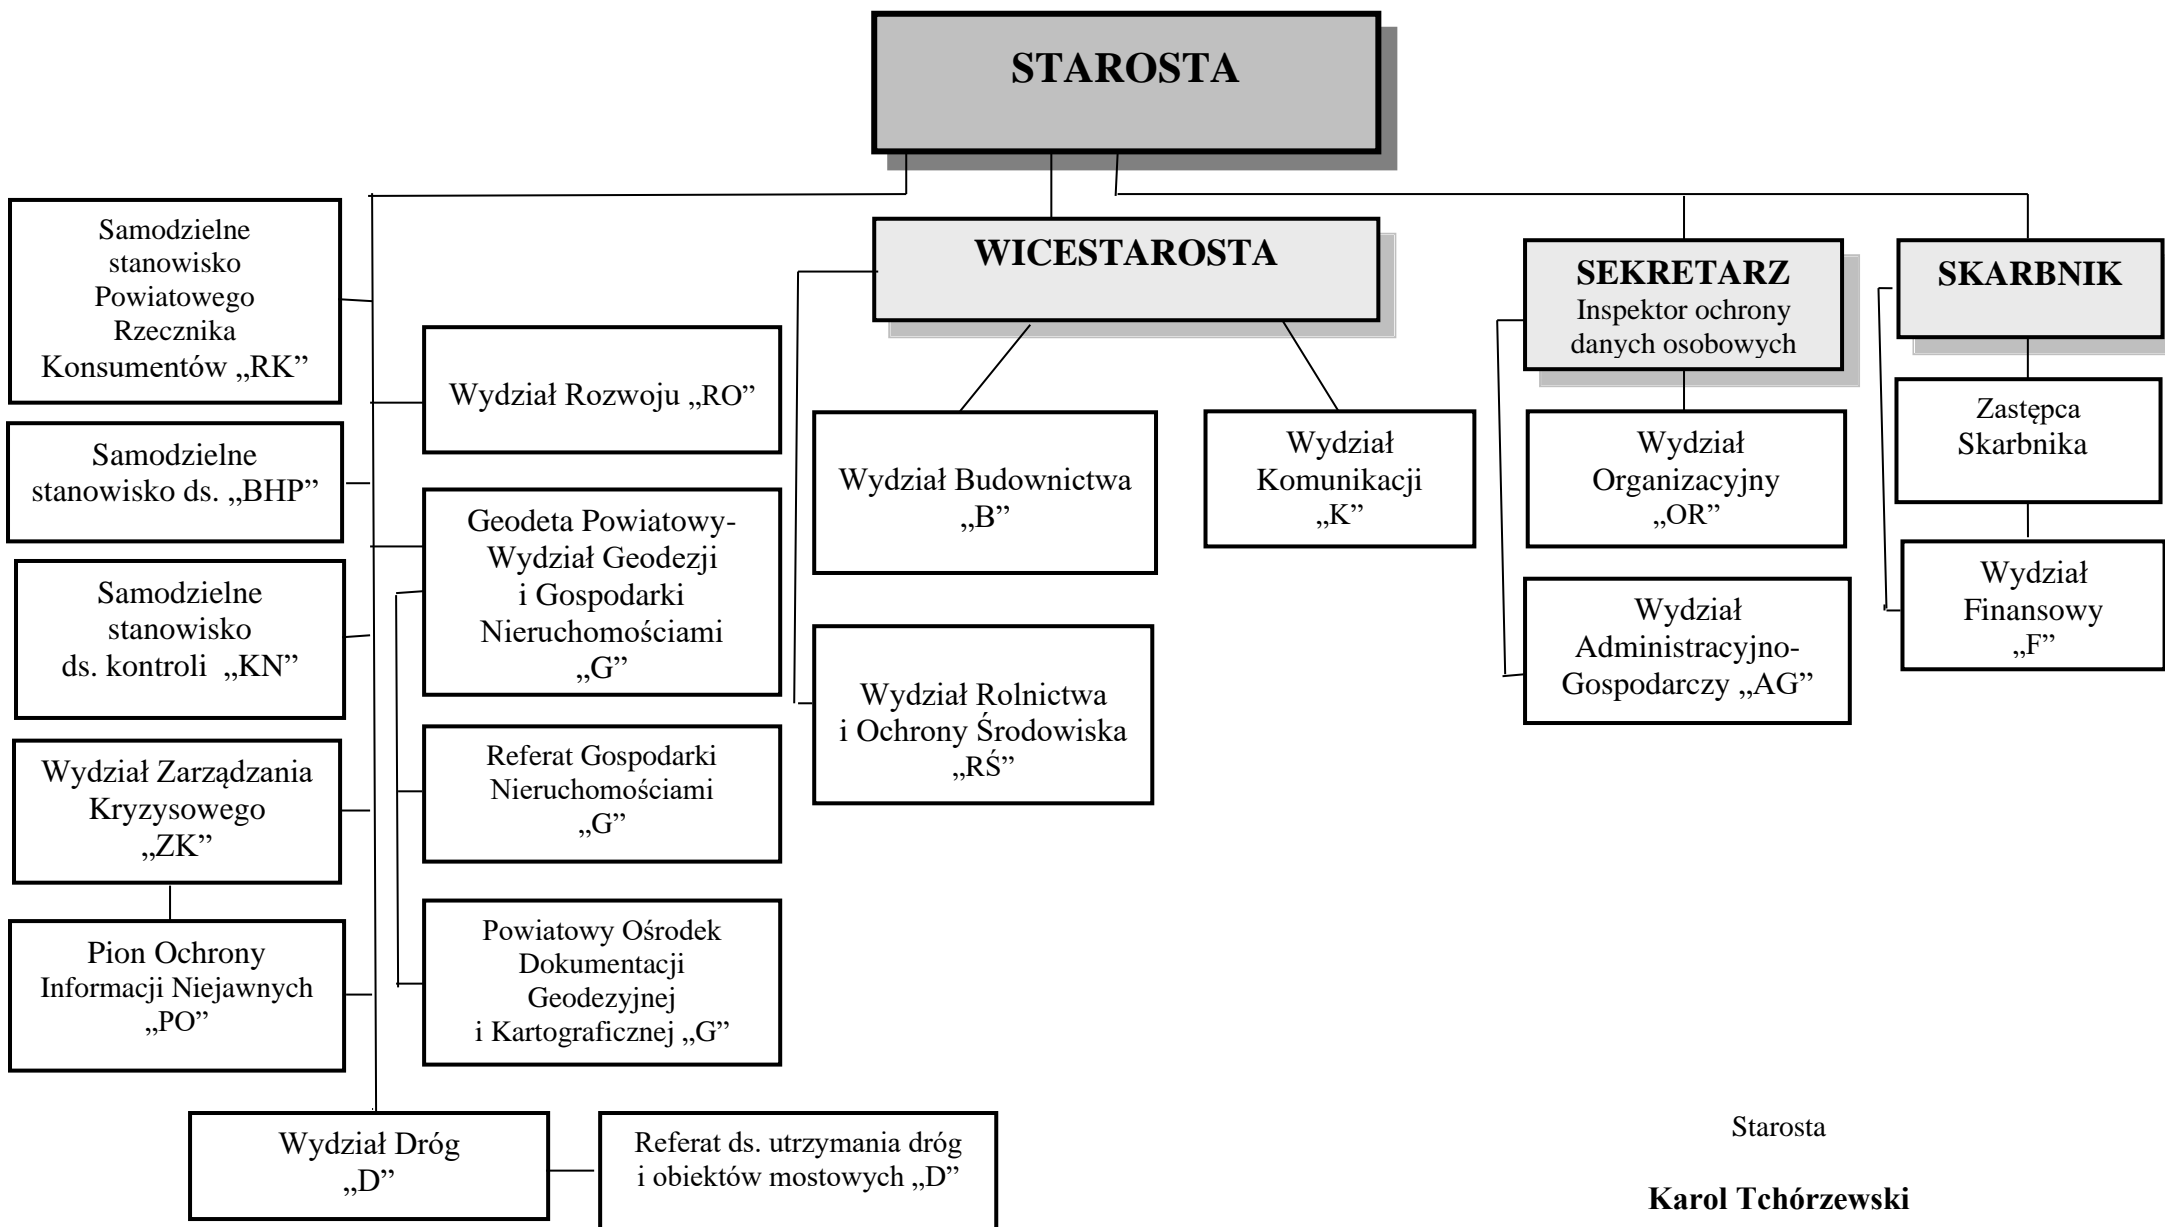 STAROSTA
WICESTAROSTA
SEKRETARZ
Inspektor ochrony
danych osobowych
SKARBNIK
Samodzielne
stanowisko
Powiatowego
Rzecznika
Konsumentów „RK”
Samodzielne
stanowisko ds. „BHP”
Samodzielne
stanowisko
ds. kontroli „KN”
Wydział Zarządzania
Kryzysowego
„ZK”
Pion Ochrony
Informacji Niejawnych
„PO”
Wydział Rozwoju „RO”
Geodeta Powiatowy-
Wydział Geodezji
i Gospodarki
Nieruchomościami
„G”
Referat Gospodarki
Nieruchomościami
„G”
Powiatowy Ośrodek
Dokumentacji
Geodezyjnej
i Kartograficznej „G”
Wydział Budownictwa
„B”
Wydział
Komunikacji
„K”
Wydział Rolnictwa
i Ochrony Środowiska
„RŚ”
Wydział
Organizacyjny
„OR”
Wydział
Administracyjno-
Gospodarczy „AG”
Zastępca
Skarbnika
Wydział
Finansowy
„F”
Wydział Dróg
„D”
Referat ds. utrzymania dróg
i obiektów mostowych „D”
Starosta
Karol Tchórzewski